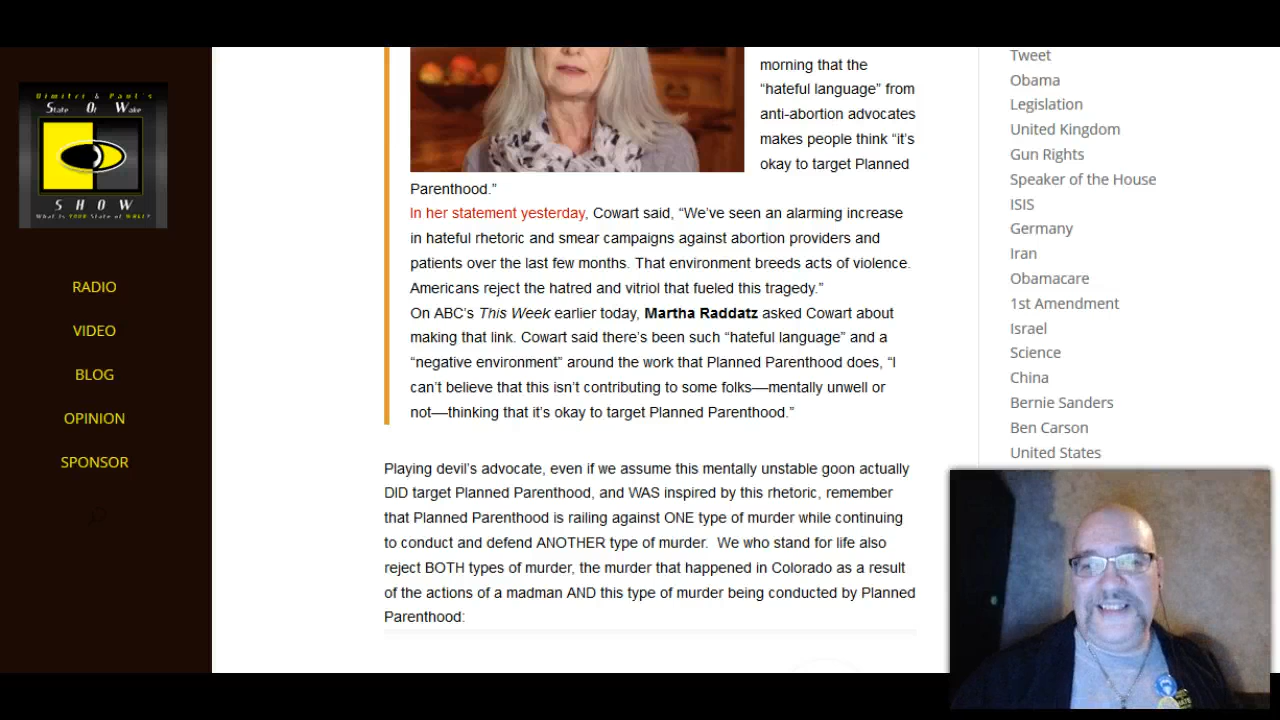 Dimitri & Paul's
State Of Wake
SHOW
What Is YOUR State of WAKE?
RADIO
VIDEO
BLOG
OPINION
SPONSOR
morning that the
“hateful language” from
anti-abortion advocates
makes people think “it’s
okay to target Planned
Parenthood.”
In her statement yesterday, Cowart said, “We’ve seen an alarming increase
in hateful rhetoric and smear campaigns against abortion providers and
patients over the last few months. That environment breeds acts of violence.
Americans reject the hatred and vitriol that fueled this tragedy.”
On ABC’s This Week earlier today, Martha Raddatz asked Cowart about
making that link. Cowart said there’s been such “hateful language” and a
“negative environment” around the work that Planned Parenthood does, “I
can’t believe that this isn’t contributing to some folks—mentally unwell or
not—thinking that it’s okay to target Planned Parenthood.”
Playing devil’s advocate, even if we assume this mentally unstable goon actually
DID target Planned Parenthood, and WAS inspired by this rhetoric, remember
that Planned Parenthood is railing against ONE type of murder while continuing
to conduct and defend ANOTHER type of murder.  We who stand for life also
reject BOTH types of murder, the murder that happened in Colorado as a result
of the actions of a madman AND this type of murder being conducted by Planned
Parenthood:
Tweet
Obama
Legislation
United Kingdom
Gun Rights
Speaker of the House
ISIS
Germany
Iran
Obamacare
1st Amendment
Israel
Science
China
Bernie Sanders
Ben Carson
United States